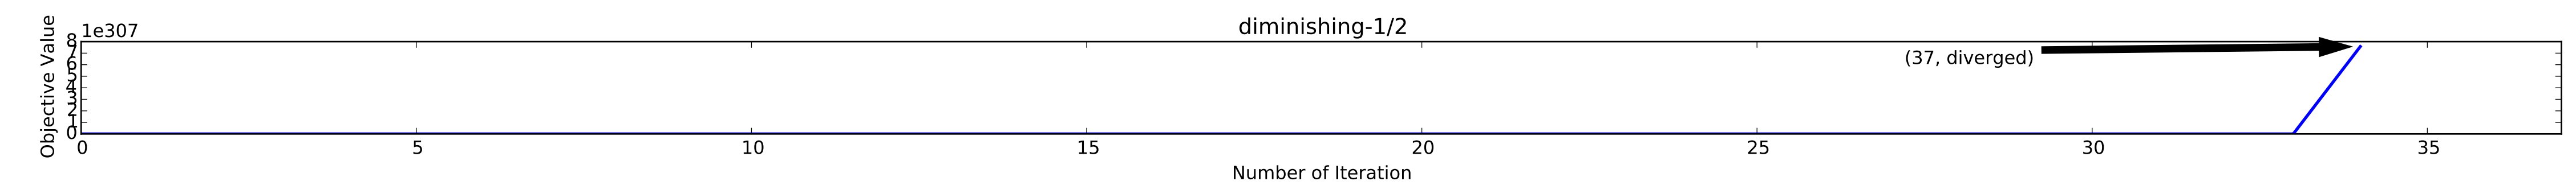 diminishing-1/2
1e307
Objective Value
8
7
6
5
4
3
2
1
0
(37, diverged)
0 5 10 15 20 25 30 35
Number of Iteration